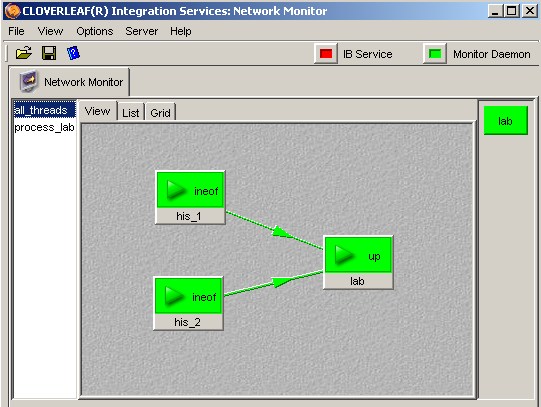 CLOVERLEAF(R) Integration Services: Network Monitor
File View Options Server Help
IB Service Monitor Daemon
Network Monitor
all_threads
process_lab
View List Grid
lab
ineof
his_1
up
lab
ineof
his_2